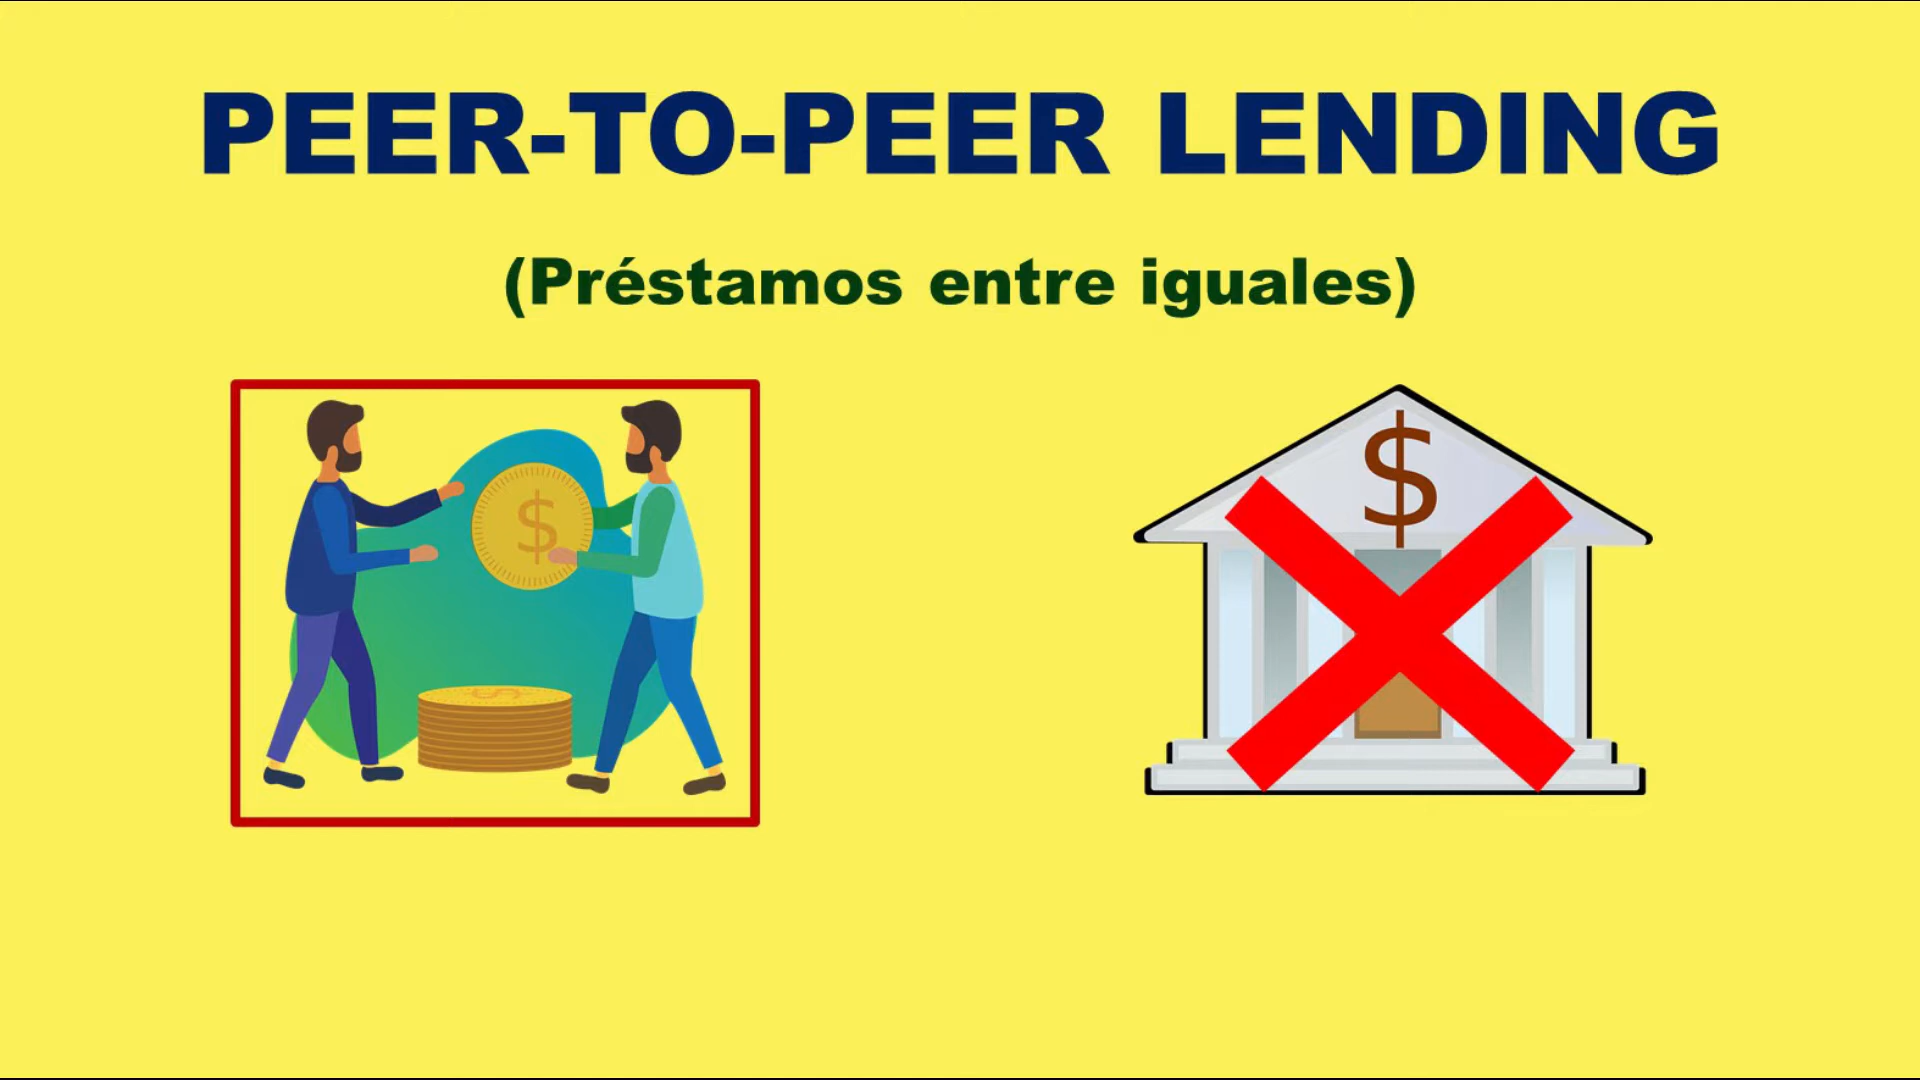 PEER-TO-PEER LENDING
(Préstamos entre iguales)
$
$